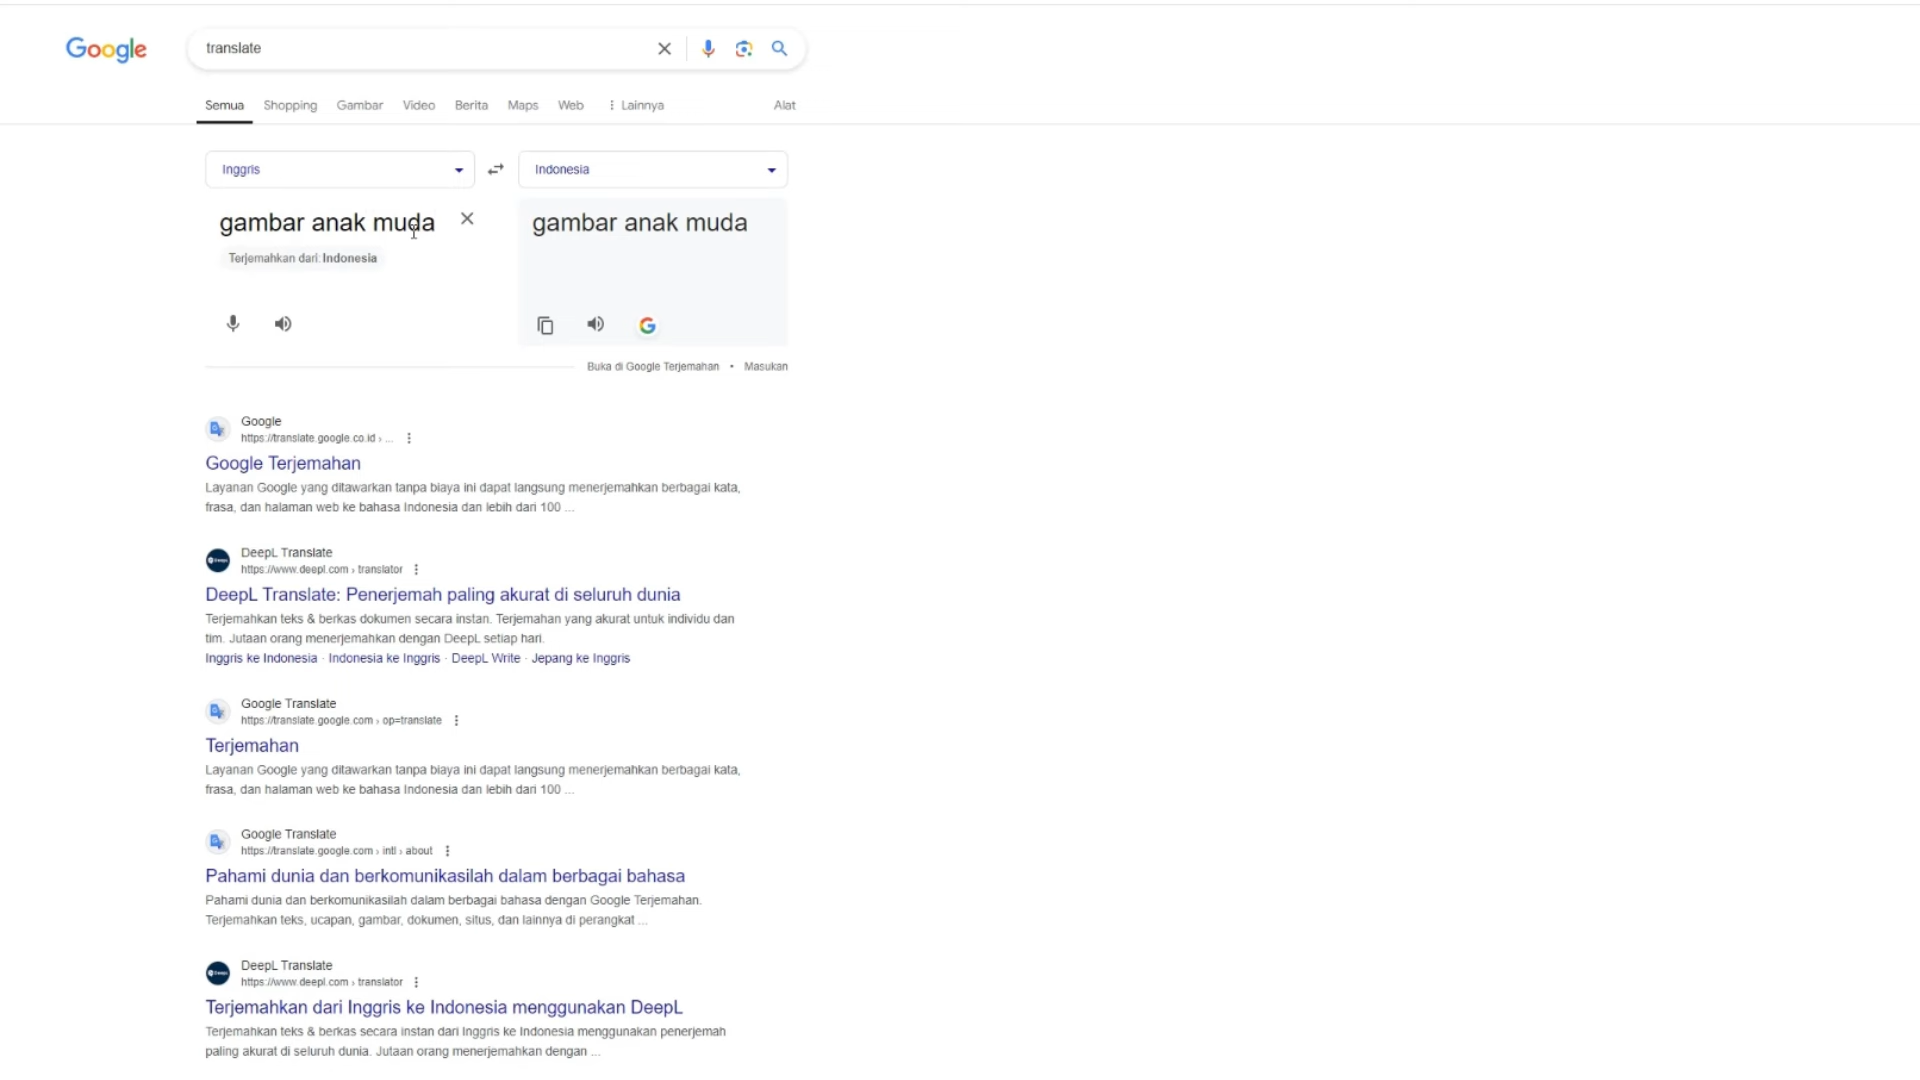 Google
translate
Semua Shopping Gambar Video Berita Maps Web Lainnya Alat
Inggris Indonesia
gambar anak muda
Terjemahkan dari: Indonesia
gambar anak muda
Buka di Google Terjemahan • Masukan
Google
https://translate.google.co.id › ...
Google Terjemahan
Layanan Google yang ditawarkan tanpa biaya ini dapat langsung menerjemahkan berbagai kata,
frasa, dan halaman web ke bahasa Indonesia dan lebih dari 100 ...
DeepL Translate
https://www.deepl.com › translator
DeepL Translate: Penerjemah paling akurat di seluruh dunia
Terjemahkan teks & berkas dokumen secara instan. Terjemahan yang akurat untuk individu dan
tim. Jutaan orang menerjemahkan dengan DeepL setiap hari.
Inggris ke Indonesia · Indonesia ke Inggris · DeepL Write · Jepang ke Inggris
Google Translate
https://translate.google.com › op=translate
Terjemahan
Layanan Google yang ditawarkan tanpa biaya ini dapat langsung menerjemahkan berbagai kata,
frasa, dan halaman web ke bahasa Indonesia dan lebih dari 100 ...
Google Translate
https://translate.google.com › intl › about
Pahami dunia dan berkomunikasilah dalam berbagai bahasa
Pahami dunia dan berkomunikasilah dalam berbagai bahasa dengan Google Terjemahan.
Terjemahkan teks, ucapan, gambar, dokumen, situs, dan lainnya di perangkat ...
DeepL Translate
https://www.deepl.com › translator
Terjemahkan dari Inggris ke Indonesia menggunakan DeepL
Terjemahkan teks & berkas secara instan dari Inggris ke Indonesia menggunakan penerjemah
paling akurat di seluruh dunia. Jutaan orang menerjemahkan dengan ...